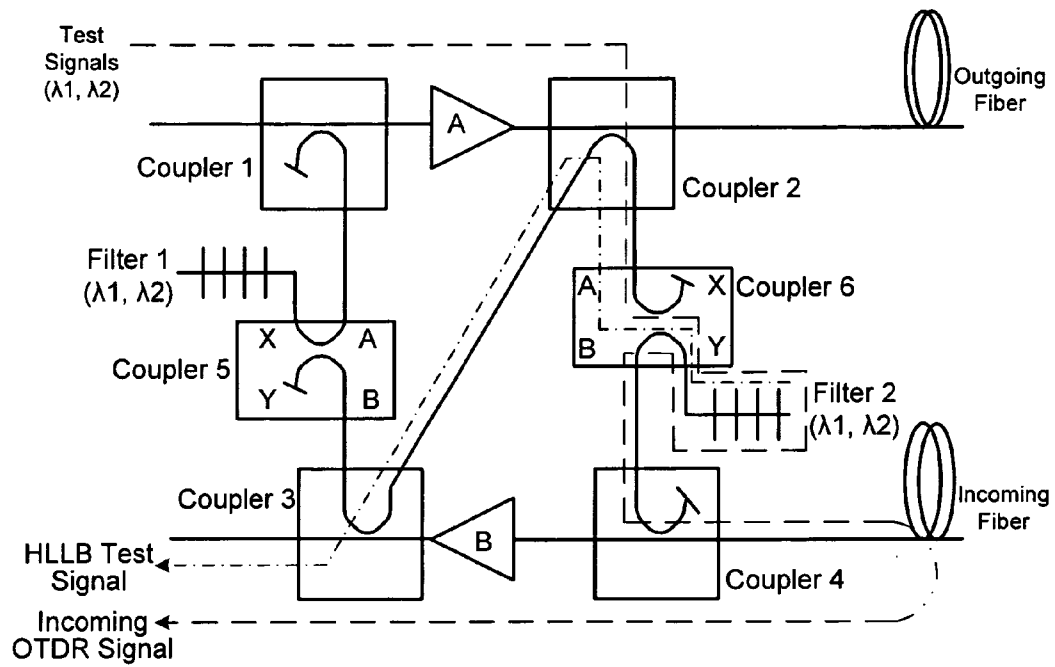 Test
Signals
(λ1, λ2)
A
Outgoing
Fiber
Coupler 1
Coupler 2
Filter 1
(λ1, λ2)
A
X
Coupler 6
B
Y
X
A
Coupler 5
Y
B
Filter 2
(λ1, λ2)
Coupler 3
B
Incoming
Fiber
HLLB Test
Signal
Coupler 4
Incoming
OTDR Signal